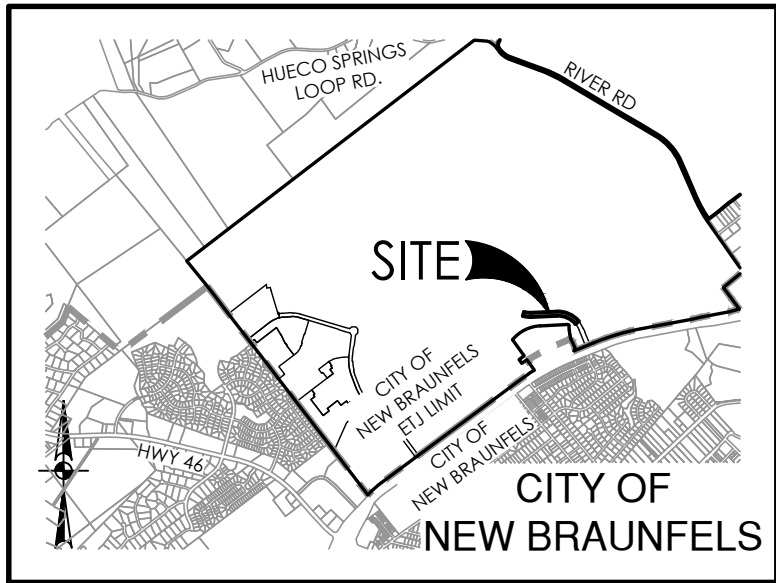 HUECO SPRINGS
LOOP RD.
RIVER RD
SITE
CITY OF
NEW BRAUNFELS
ETJ LIMIT
CITY OF
NEW BRAUNFELS
HWY 46
CITY OF
NEW BRAUNFELS